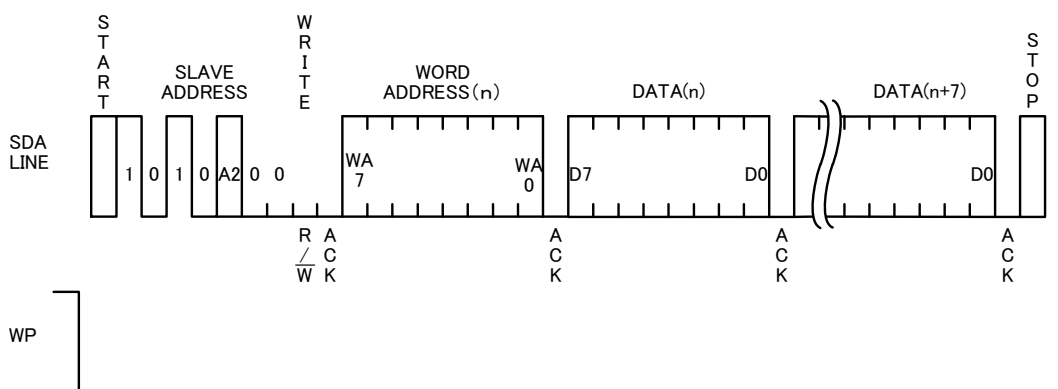 START
SLAVE
ADDRESS
WRITE
WORD
ADDRESS(n)
DATA(n)
DATA(n+7)
STOP
SDA
LINE
1 0 1 0 A2 0 0
WA
7
WA
0
D7
D0
D0
R/W
ACK
ACK
ACK
ACK
WP